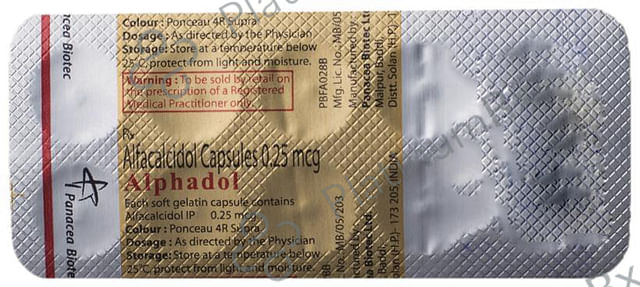 Colour : Ponceau 4R Supra
Dosage : As directed by the Physician
Storage: Store at a temperature below
25°C, protect from light and moisture.
Warning : To be sold by retail on
the prescription of a Registered
Medical Practitioner only.
Rx
Alfacalcidol Capsules 0.25 mcg
Alphadol
Each soft gelatin capsule contains
Alfacalcidol IP 0.25 mcg
Colour : Ponceau 4R Supra
Dosage : As directed by the Physician
Storage: Store at a temperature below
25°C, protect from light and moisture.
acea Biotec
Panacea Biotec
PBFA028B
Mfg. Lic. No.:MB/05
Manufactured by :
Panacea Biotec Ltd
Malpur, Baddi,
Distt. Solan (H.P.)- 1
No.:MB/05/203
Biotec Ltd.
Baddi,
(H.P.)- 173 205, INDIA